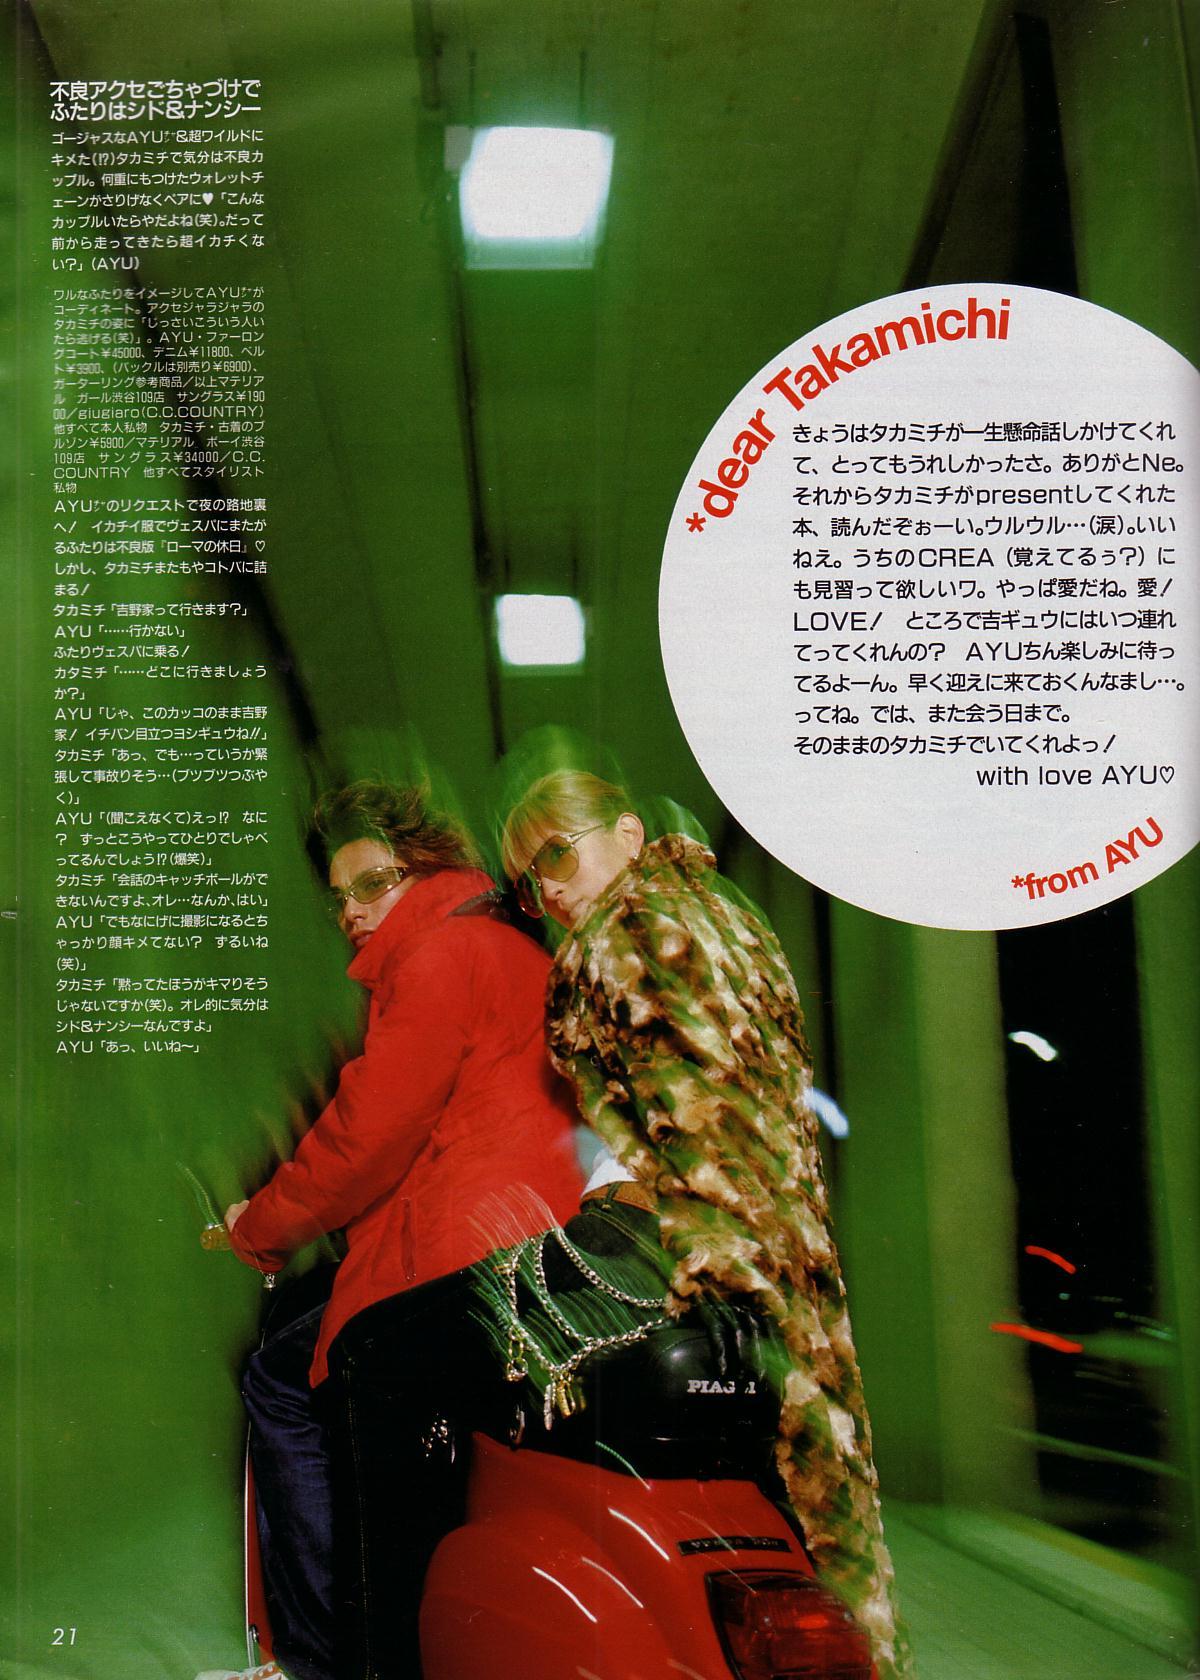 不良アクセごちゃづけで
ふたりはシド&ナンシー
ゴージャスなAYUチャン&超ワイルドに
キメた(!?)タカミチで気分は不良カ
ップル。何重にもつけたウォレットチ
ェーンがさりげなくペアに♥「こんな
カップルいたらやだよね(笑)。だって
前から走ってきたら超イカチくな
い?」(AYU)
ワルなふたりをイメージしてAYUチャンが
コーディネート。アクセジャラジャラの
タカミチの姿に「じっさいこういう人い
たら逃げる(笑)」。AYU・ファーロン
グコート¥45000、デニム¥11800、ベル
ト¥3900、(バックルは別売り¥6900)、
ガーターリング参考商品/以上マテリア
ル ガール渋谷109店 サングラス¥190
00/giugiaro(C.C.COUNTRY)
他すべて本人私物 タカミチ・古着のブ
ルゾン¥5900/マテリアル ボーイ渋谷
109店 サングラス¥34000/C.C.
COUNTRY 他すべてスタイリスト
私物
AYUチャンのリクエストで夜の路地裏
へ! イカチイ服でヴェスパにまたが
るふたりは不良版『ローマの休日』♡
しかし、タカミチまたもやコトバに詰
まる!
タカミチ「吉野家って行きます?」
AYU「……行かない」
ふたりヴェスパに乗る!
カタミチ「……どこに行きましょう
か?」
AYU「じゃ、このカッコのまま吉野
家! イチバン目立つヨシギュウね!!」
タカミチ「あっ、でも…っていうか緊
張して事故りそう…(ブツブツつぶや
く)」
AYU「(聞こえなくて)えっ!? なに
? ずっとこうやってひとりでしゃべ
ってるんでしょう!?(爆笑)」
タカミチ「会話のキャッチボールがで
きないんですよ、オレ…なんか、はい」
AYU「でもなにげに撮影になるとち
ゃっかり顔キメてない? ずるいね
(笑)」
タカミチ「黙ってたほうがキマりそう
じゃないですか(笑)。オレ的に気分は
シド&ナンシーなんですよ」
AYU「あっ、いいね〜」
*dear Takamichi
きょうはタカミチが一生懸命話しかけてくれ
て、とってもうれしかったさ。ありがとNe。
それからタカミチがpresentしてくれた
本、読んだぞぉーい。ウルウル…(涙)。いい
ねえ。うちのCREA(覚えてるぅ?)に
も見習って欲しいワ。やっぱ愛だね。愛!
LOVE! ところで吉ギュウにはいつ連れ
てってくれんの? AYUちん楽しみに待っ
てるよーん。早く迎えに来ておくんなまし…。
ってね。では、また会う日まで。
そのままのタカミチでいてくれよっ!
with love AYU♡
*from AYU
PIAGGI
21